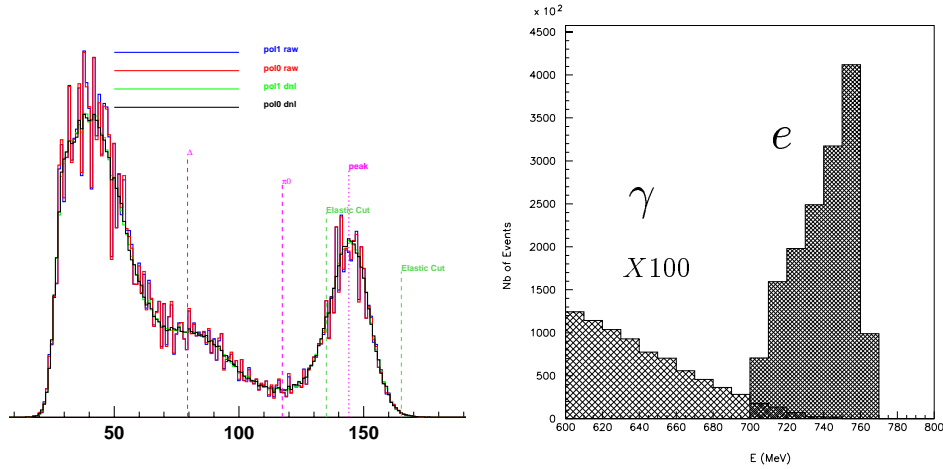 pol1 raw
pol0 raw
pol1 dnl
pol0 dnl
Δ
π0
peak
Elastic Cut
Elastic Cut
50
100
150
× 10²
4500
4000
3500
3000
2500
2000
1500
1000
500
0
Nb of Events
e
γ
X100
600
620
640
660
680
700
720
740
760
780
800
E (MeV)